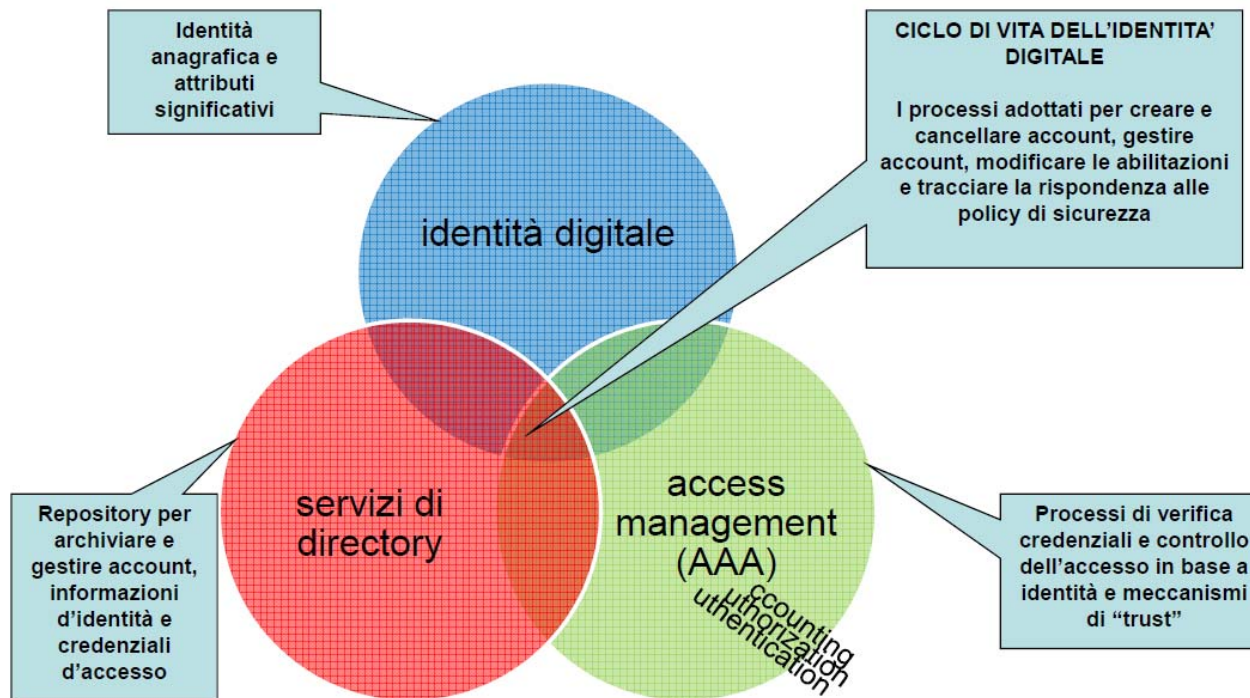 Identità
anagrafica e
attributi
significativi
CICLO DI VITA DELL'IDENTITA'
DIGITALE
I processi adottati per creare e
cancellare account, gestire
account, modificare le abilitazioni
e tracciare la rispondenza alle
policy di sicurezza
identità digitale
servizi di
directory
access
management
(AAA)
ccounting
uthorization
uthentication
Repository per
archiviare e
gestire account,
informazioni
d'identità e
credenziali
d'accesso
Processi di verifica
credenziali e controllo
dell'accesso in base a
identità e meccanismi
di “trust”